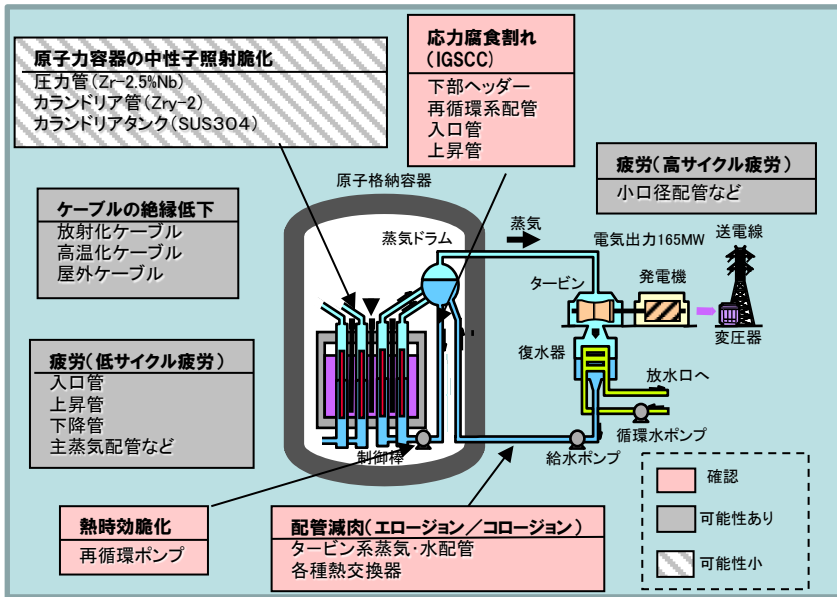 原子力容器の中性子照射脆化
圧力管(Zr-2.5%Nb)
カランドリア管(Zry-2)
カランドリアタンク(SUS304)
応力腐食割れ
(IGSCC)
下部ヘッダー
再循環系配管
入口管
上昇管
疲労(高サイクル疲労)
小口径配管など
ケーブルの絶縁低下
放射化ケーブル
高温化ケーブル
屋外ケーブル
原子格納容器
蒸気ドラム
蒸気
電気出力165MW
送電線
タービン
発電機
変圧器
復水器
放水口へ
循環水ポンプ
給水ポンプ
制御棒
疲労(低サイクル疲労)
入口管
上昇管
下降管
主蒸気配管など
熱時効脆化
再循環ポンプ
配管減肉(エロージョン/コロージョン)
タービン系蒸気・水配管
各種熱交換器
確認
可能性あり
可能性小